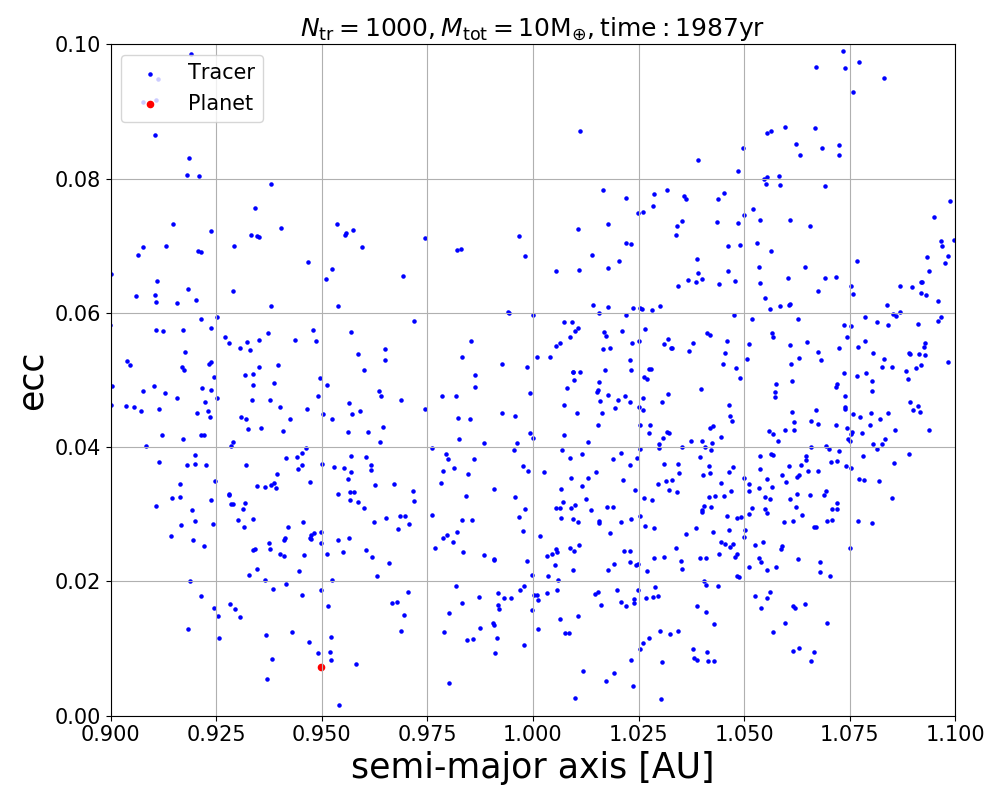 N_tr = 1000, M_tot = 10M_⊕, time : 1987yr
0.10
Tracer
Planet
0.08
0.06
ecc
0.04
0.02
0.00
0.900 0.925 0.950 0.975 1.000 1.025 1.050 1.075 1.100
semi-major axis [AU]